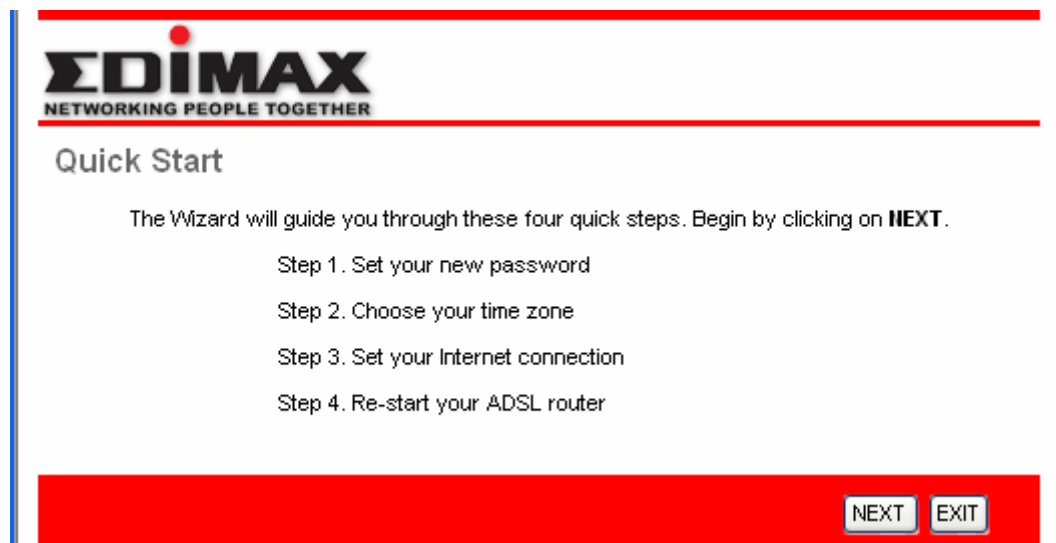 ΣDiMAX
NETWORKING PEOPLE TOGETHER
Quick Start
The Wizard will guide you through these four quick steps. Begin by clicking on NEXT.
Step 1. Set your new password
Step 2. Choose your time zone
Step 3. Set your Internet connection
Step 4. Re-start your ADSL router
NEXT EXIT